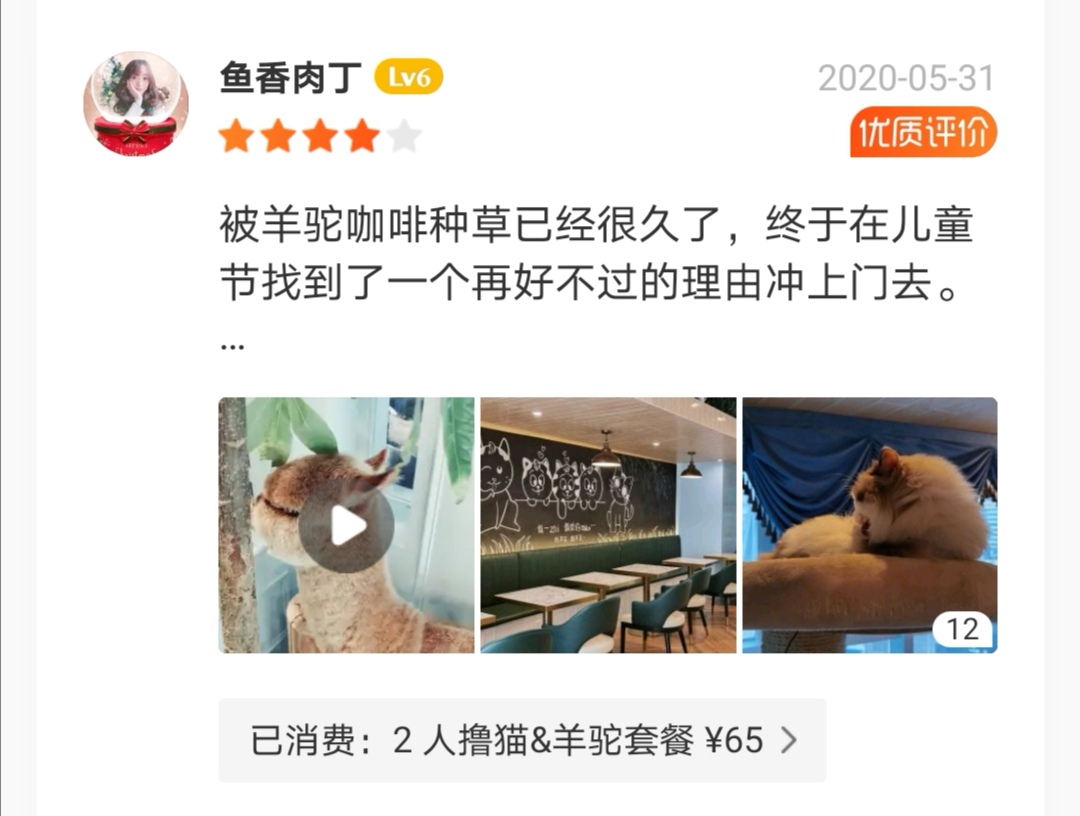 鱼香肉丁 Lv6
2020-05-31
优质评价
被羊驼咖啡种草已经很久了，终于在儿童
节找到了一个再好不过的理由冲上门去。
...
12
已消费：2 人撸猫&羊驼套餐 ¥65